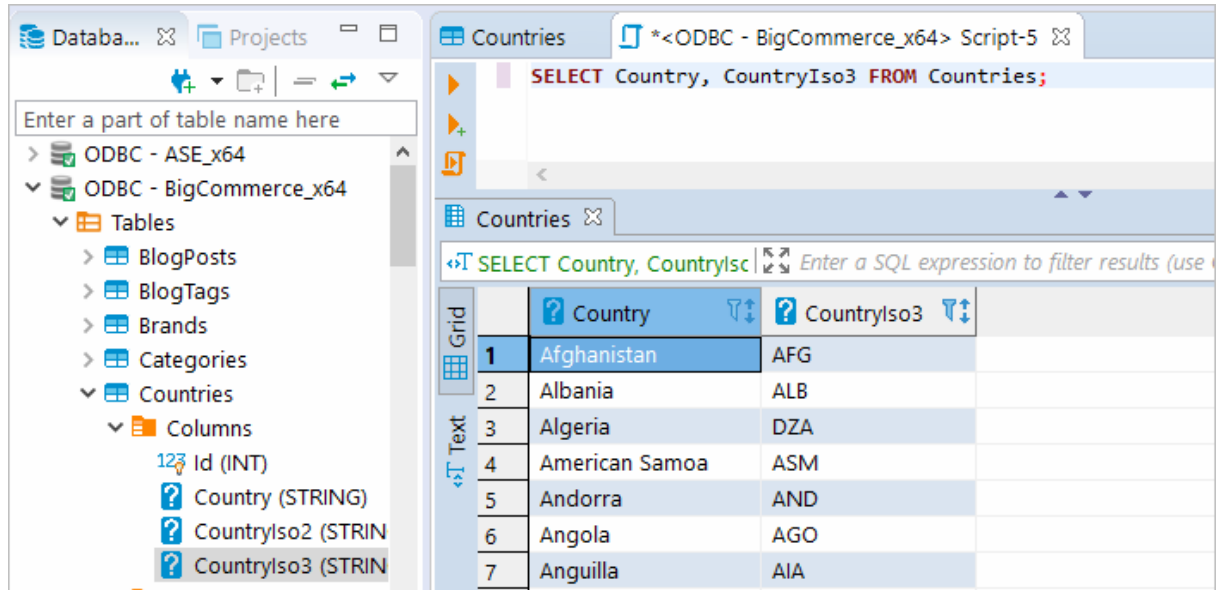 Databa...
Projects
Enter a part of table name here
ODBC - ASE_x64
ODBC - BigCommerce_x64
Tables
BlogPosts
BlogTags
Brands
Categories
Countries
Columns
123 Id (INT)
Country (STRING)
CountryIso2 (STRIN
CountryIso3 (STRIN
Countries
*<ODBC - BigCommerce_x64> Script-5
SELECT Country, CountryIso3 FROM Countries;
Countries
SELECT Country, CountryIsc
Enter a SQL expression to filter results (use
Grid
Text
Country CountryIso3
1 Afghanistan AFG
2 Albania ALB
3 Algeria DZA
4 American Samoa ASM
5 Andorra AND
6 Angola AGO
7 Anguilla AIA